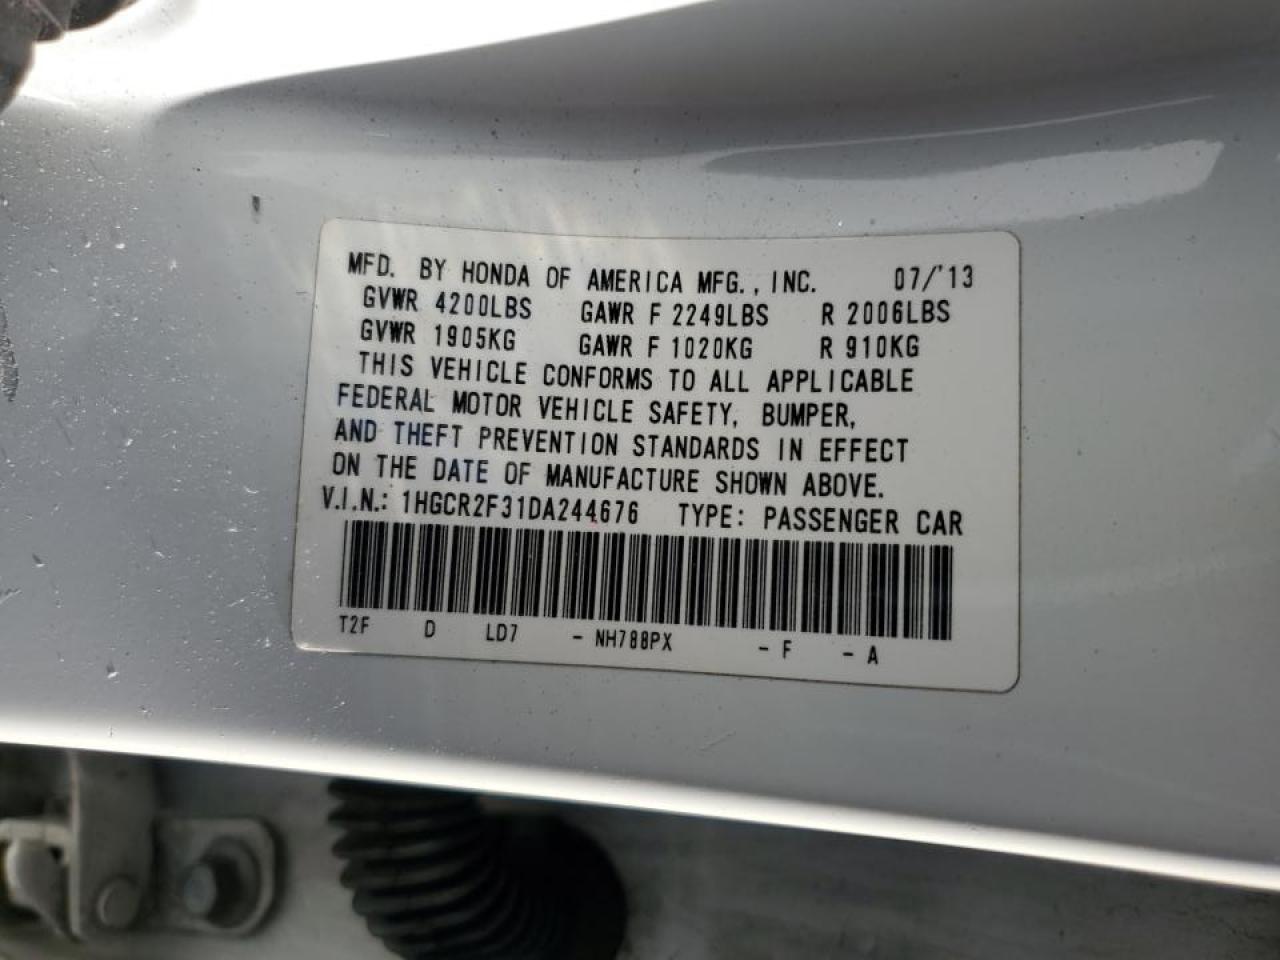 MFD. BY HONDA OF AMERICA MFG., INC. 07/'13
GVWR 4200LBS GAWR F 2249LBS R 2006LBS
GVWR 1905KG GAWR F 1020KG R 910KG
THIS VEHICLE CONFORMS TO ALL APPLICABLE
FEDERAL MOTOR VEHICLE SAFETY, BUMPER,
AND THEFT PREVENTION STANDARDS IN EFFECT
ON THE DATE OF MANUFACTURE SHOWN ABOVE.
V.I.N.: 1HGCR2F31DA244676 TYPE: PASSENGER CAR
T2F D LD7 - NH788PX - F - A